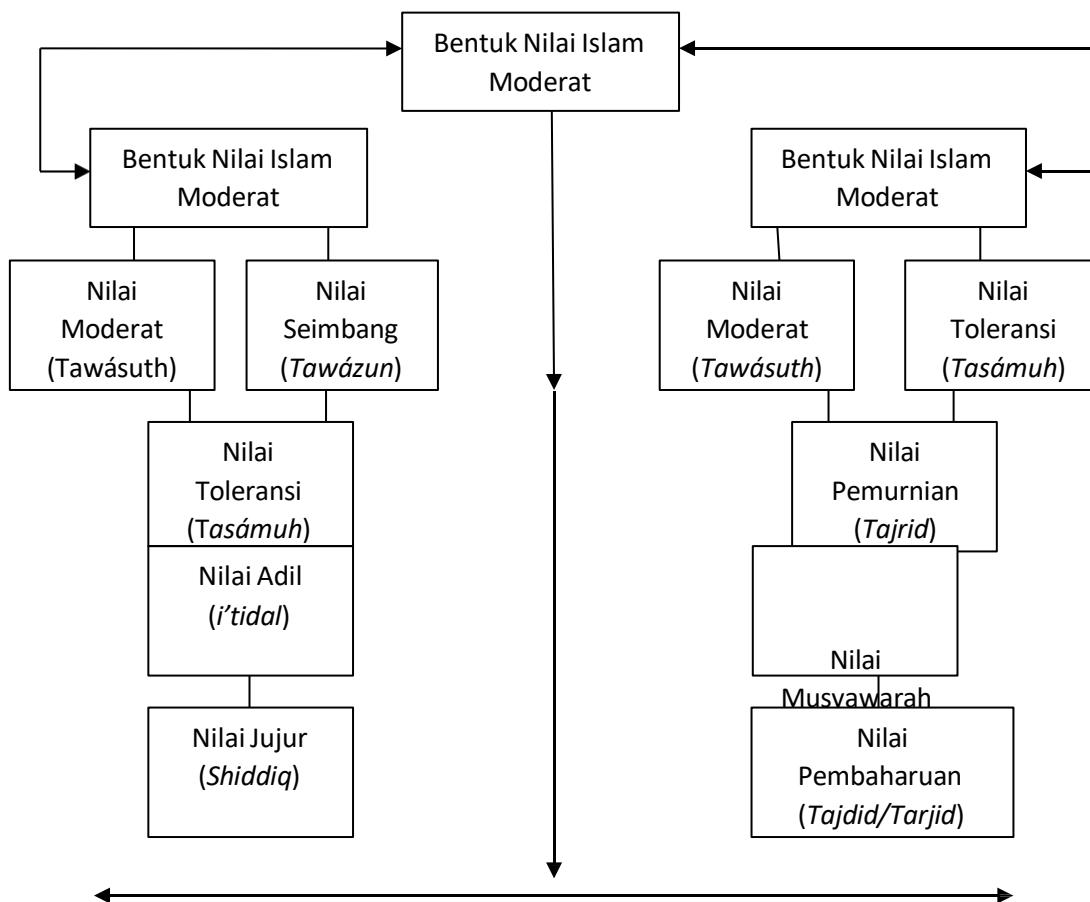 Bentuk Nilai Islam
Moderat
Bentuk Nilai Islam
Moderat
Nilai
Moderat
(Tawásuth)
Nilai
Seimbang
(Tawázun)
Nilai
Toleransi
(Tasámuh)
Nilai Adil
(i’tidal)
Nilai Jujur
(Shiddiq)
Bentuk Nilai Islam
Moderat
Nilai
Moderat
(Tawásuth)
Nilai
Toleransi
(Tasámuh)
Nilai
Pemurnian
(Tajrid)
Nilai
Musyawarah
Nilai
Pembaharuan
(Tajdid/Tarjid)